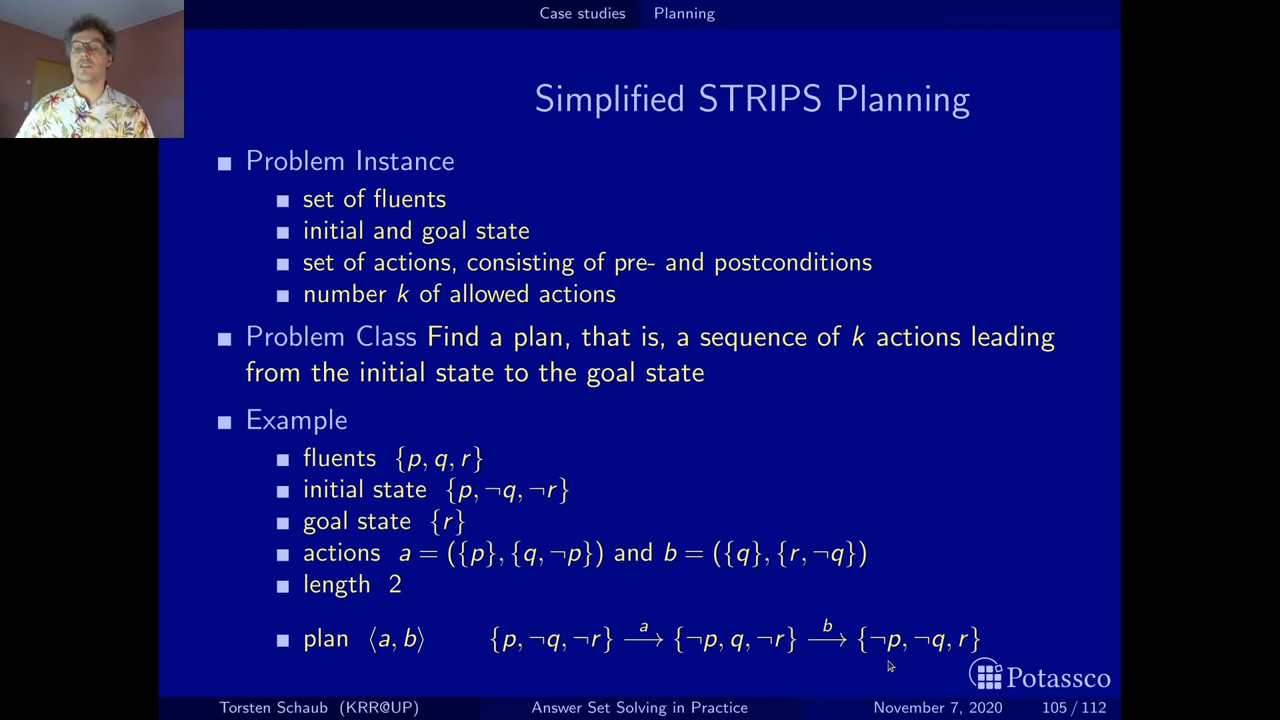 Case studies Planning
Simplified STRIPS Planning
Problem Instance
set of fluents
initial and goal state
set of actions, consisting of pre- and postconditions
number k of allowed actions
Problem Class Find a plan, that is, a sequence of k actions leading
from the initial state to the goal state
Example
fluents {p, q, r}
initial state {p, ¬q, ¬r}
goal state {r}
actions a = ({p}, {q, ¬p}) and b = ({q}, {r, ¬q})
length 2
plan ⟨a, b⟩ {p, ¬q, ¬r} —a→ {¬p, q, ¬r} —b→ {¬p, ¬q, r}
Potassco
Torsten Schaub (KRR@UP) Answer Set Solving in Practice November 7, 2020 105 / 112